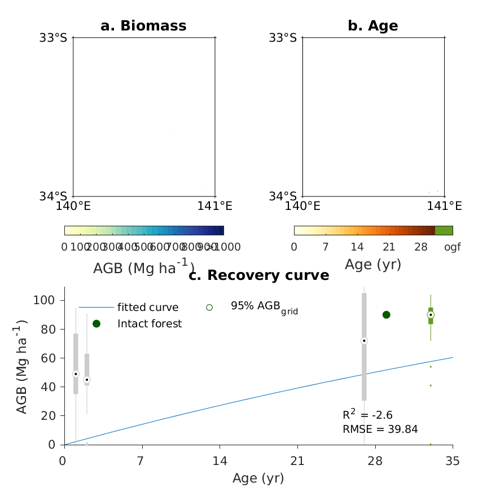 a. Biomass
b. Age
33°S
33°S
34°S
34°S
140°E
141°E
140°E
141°E
0 100 200 300 400 500 600 700 800 900 >1000
0 7 14 21 28 ogf
AGB (Mg ha-1)
Age (yr)
c. Recovery curve
100
80
60
40
20
0
AGB (Mg ha-1)
fitted curve
Intact forest
95% AGBgrid
R2 = -2.6
RMSE = 39.84
0 7 14 21 28 35
Age (yr)